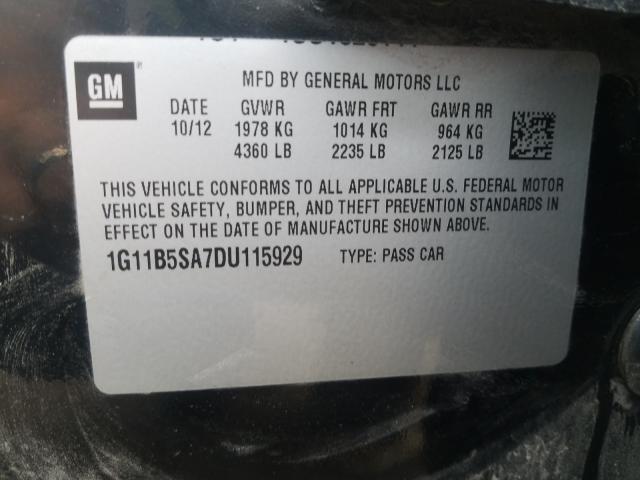 GM
MFD BY GENERAL MOTORS LLC
DATE GVWR GAWR FRT GAWR RR
10/12 1978 KG 1014 KG 964 KG
4360 LB 2235 LB 2125 LB
THIS VEHICLE CONFORMS TO ALL APPLICABLE U.S. FEDERAL MOTOR
VEHICLE SAFETY, BUMPER, AND THEFT PREVENTION STANDARDS IN
EFFECT ON THE DATE OF MANUFACTURE SHOWN ABOVE.
1G11B5SA7DU115929 TYPE: PASS CAR